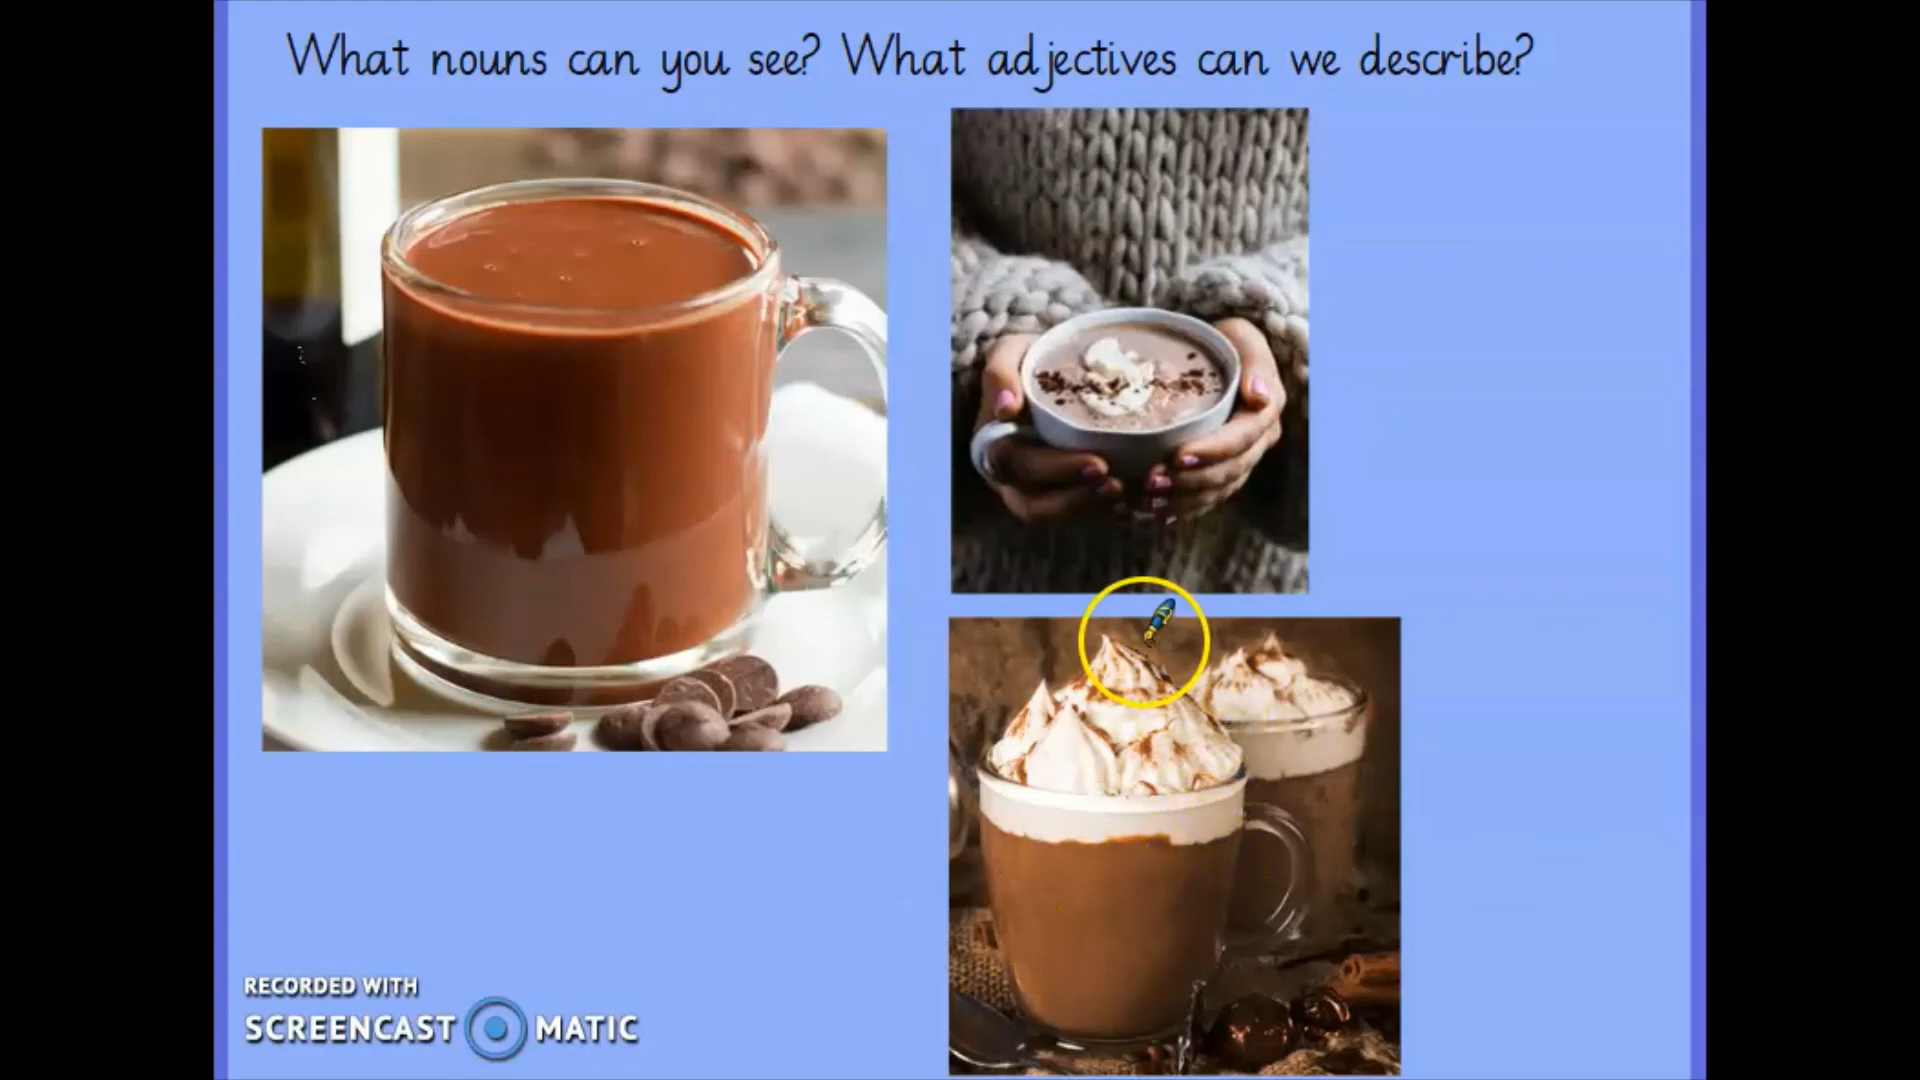 What nouns can you see? What adjectives can we describe?
RECORDED WITH
SCREENCAST MATIC